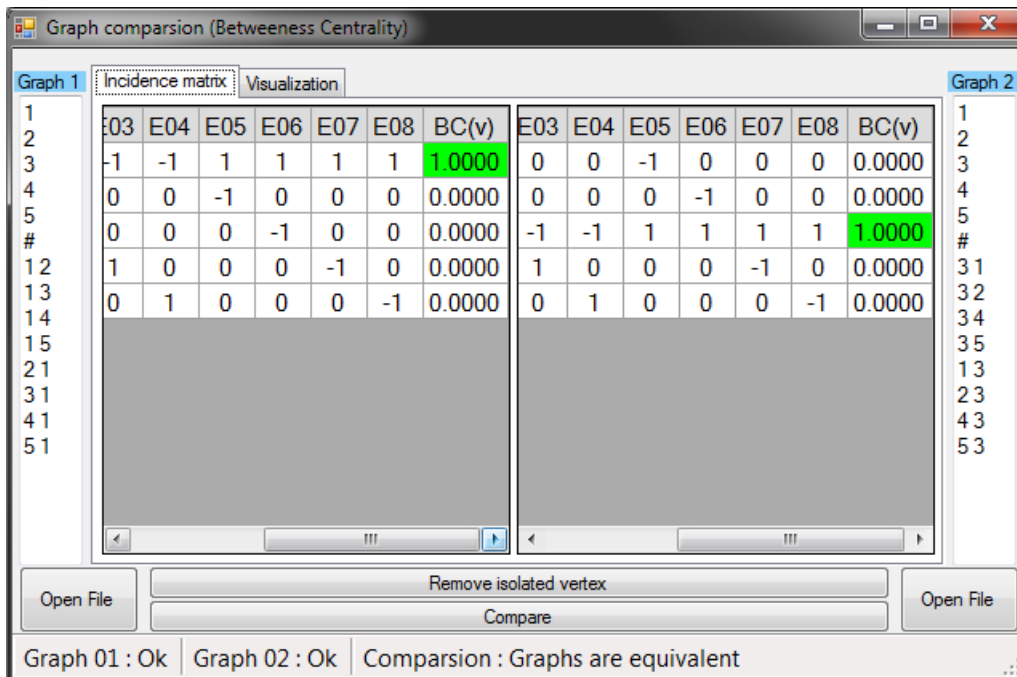 Graph comparsion (Betweeness Centrality)
Graph 1
Incidence matrix
Visualization
Graph 2
1
2
3
4
5
#
1 2
1 3
1 4
1 5
2 1
3 1
4 1
5 1
E03 E04 E05 E06 E07 E08 BC(v)
-1 -1 1 1 1 1 1.0000
0 0 -1 0 0 0 0.0000
0 0 0 -1 0 0 0.0000
1 0 0 0 -1 0 0.0000
0 1 0 0 0 -1 0.0000
E03 E04 E05 E06 E07 E08 BC(v)
0 0 -1 0 0 0 0.0000
0 0 0 -1 0 0 0.0000
-1 -1 1 1 1 1 1.0000
1 0 0 0 -1 0 0.0000
0 1 0 0 0 -1 0.0000
1
2
3
4
5
#
3 1
3 2
3 4
3 5
1 3
2 3
4 3
5 3
Open File
Remove isolated vertex
Compare
Open File
Graph 01 : Ok
Graph 02 : Ok
Comparsion : Graphs are equivalent